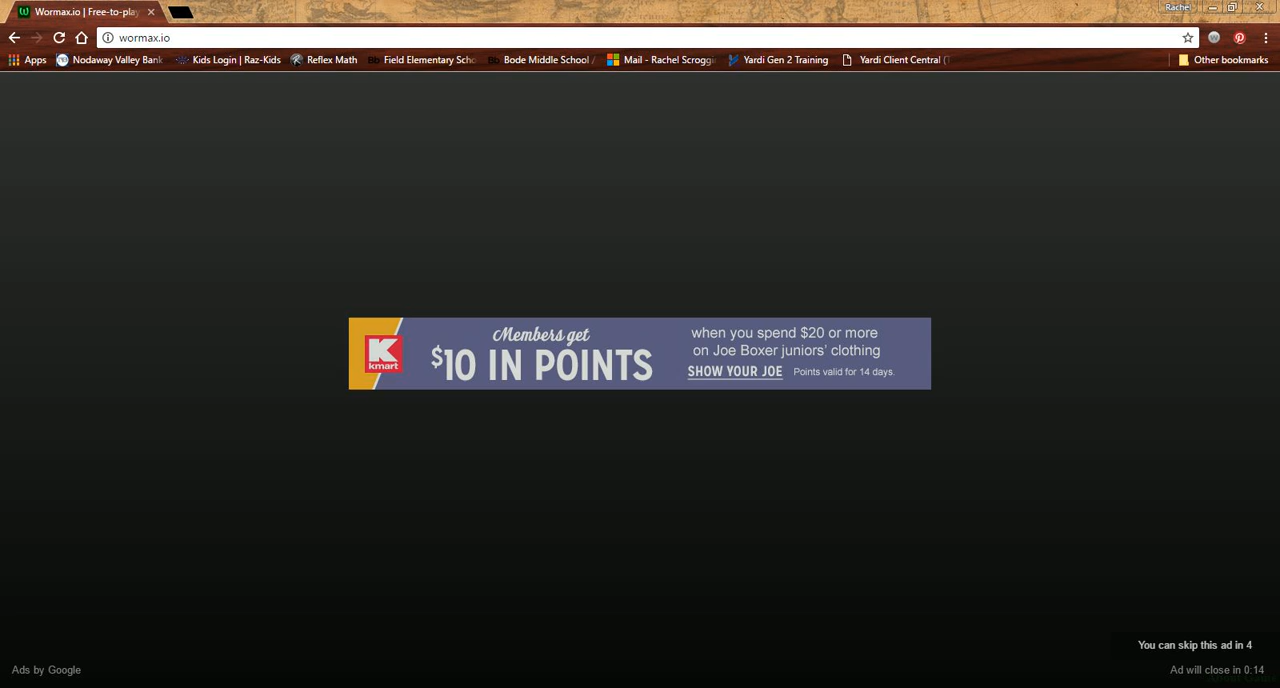 Wormax.io | Free-to-play
Rachel
wormax.io
Apps Nodaway Valley Bank Kids Login | Raz-Kids Reflex Math Field Elementary Scho Bode Middle School / Mail - Rachel Scroggi Yardi Gen 2 Training Yardi Client Central ( Other bookmarks
Members get
$10 IN POINTS
when you spend $20 or more
on Joe Boxer juniors' clothing
SHOW YOUR JOE Points valid for 14 days.
K
kmart
You can skip this ad in 4
Ads by Google
Ad will close in 0:14